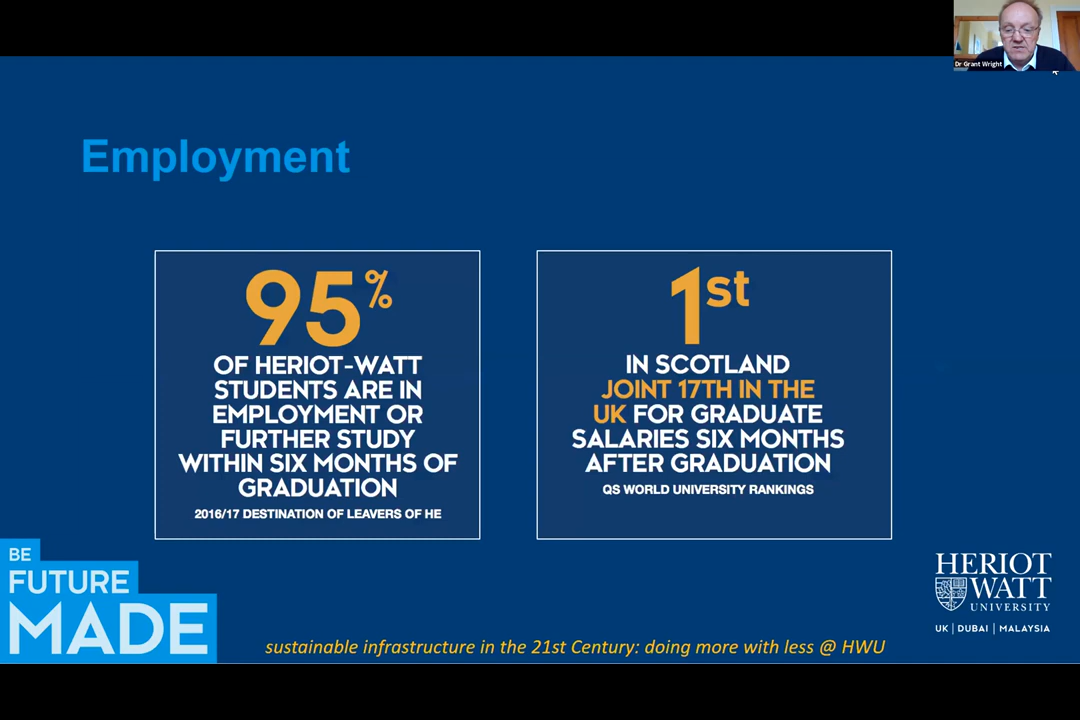 Dr Grant Wright
Employment
95%
OF HERIOT-WATT
STUDENTS ARE IN
EMPLOYMENT OR
FURTHER STUDY
WITHIN SIX MONTHS OF
GRADUATION
2016/17 DESTINATION OF LEAVERS OF HE
1st
IN SCOTLAND
JOINT 17TH IN THE
UK FOR GRADUATE
SALARIES SIX MONTHS
AFTER GRADUATION
QS WORLD UNIVERSITY RANKINGS
BE
FUTURE
MADE
sustainable infrastructure in the 21st Century: doing more with less @ HWU
HERIOT
WATT
UNIVERSITY
UK | DUBAI | MALAYSIA